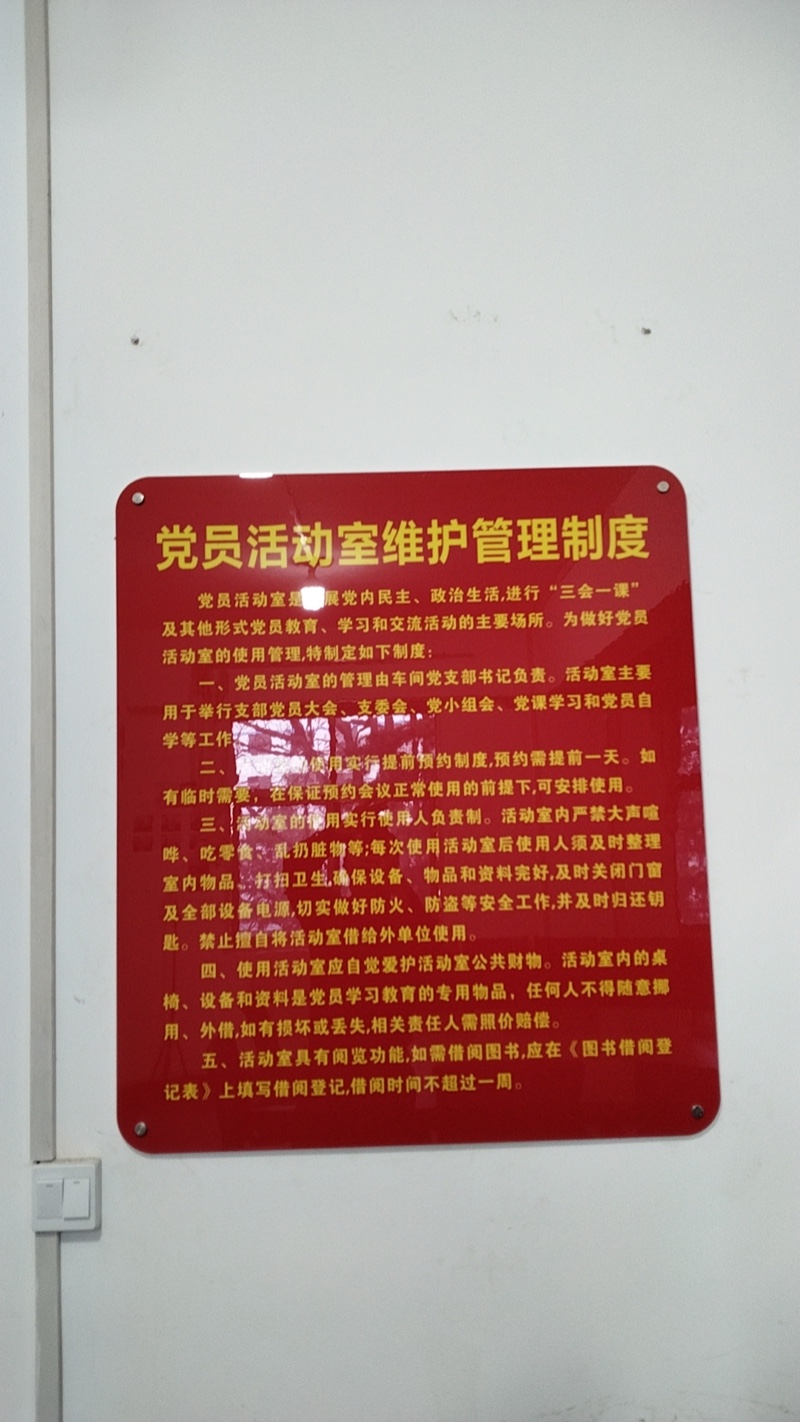 党员活动室维护管理制度
党员活动室是展党内民主、政治生活,进行“三会一课”
及其他形式党员教育、学习和交流活动的主要场所。为做好党员
活动室的使用管理,特制定如下制度:
一、党员活动室的管理由车间党支部书记负责。活动室主要
用于举行支部党员大会、支委会、党小组会、党课学习和党员自
学等工作
二、使用实行提前预约制度,预约需提前一天。如
有临时需要，在保证预约会议正常使用的前提下,可安排使用。
三、活动室的使用实行使用人负责制。活动室内严禁大声喧
哗、吃零食、乱扔脏物等;每次使用活动室后使用人须及时整理
室内物品、打扫卫生,确保设备、物品和资料完好,及时关闭门窗
及全部设备电源,切实做好防火、防盗等安全工作,并及时归还钥
匙。禁止擅自将活动室借给外单位使用。
四、使用活动室应自觉爱护活动室公共财物。活动室内的桌
椅、设备和资料是党员学习教育的专用物品，任何人不得随意挪
用、外借,如有损坏或丢失,相关责任人需照价赔偿。
五、活动室具有阅览功能,如需借阅图书,应在《图书借阅登
记表》上填写借阅登记,借阅时间不超过一周。